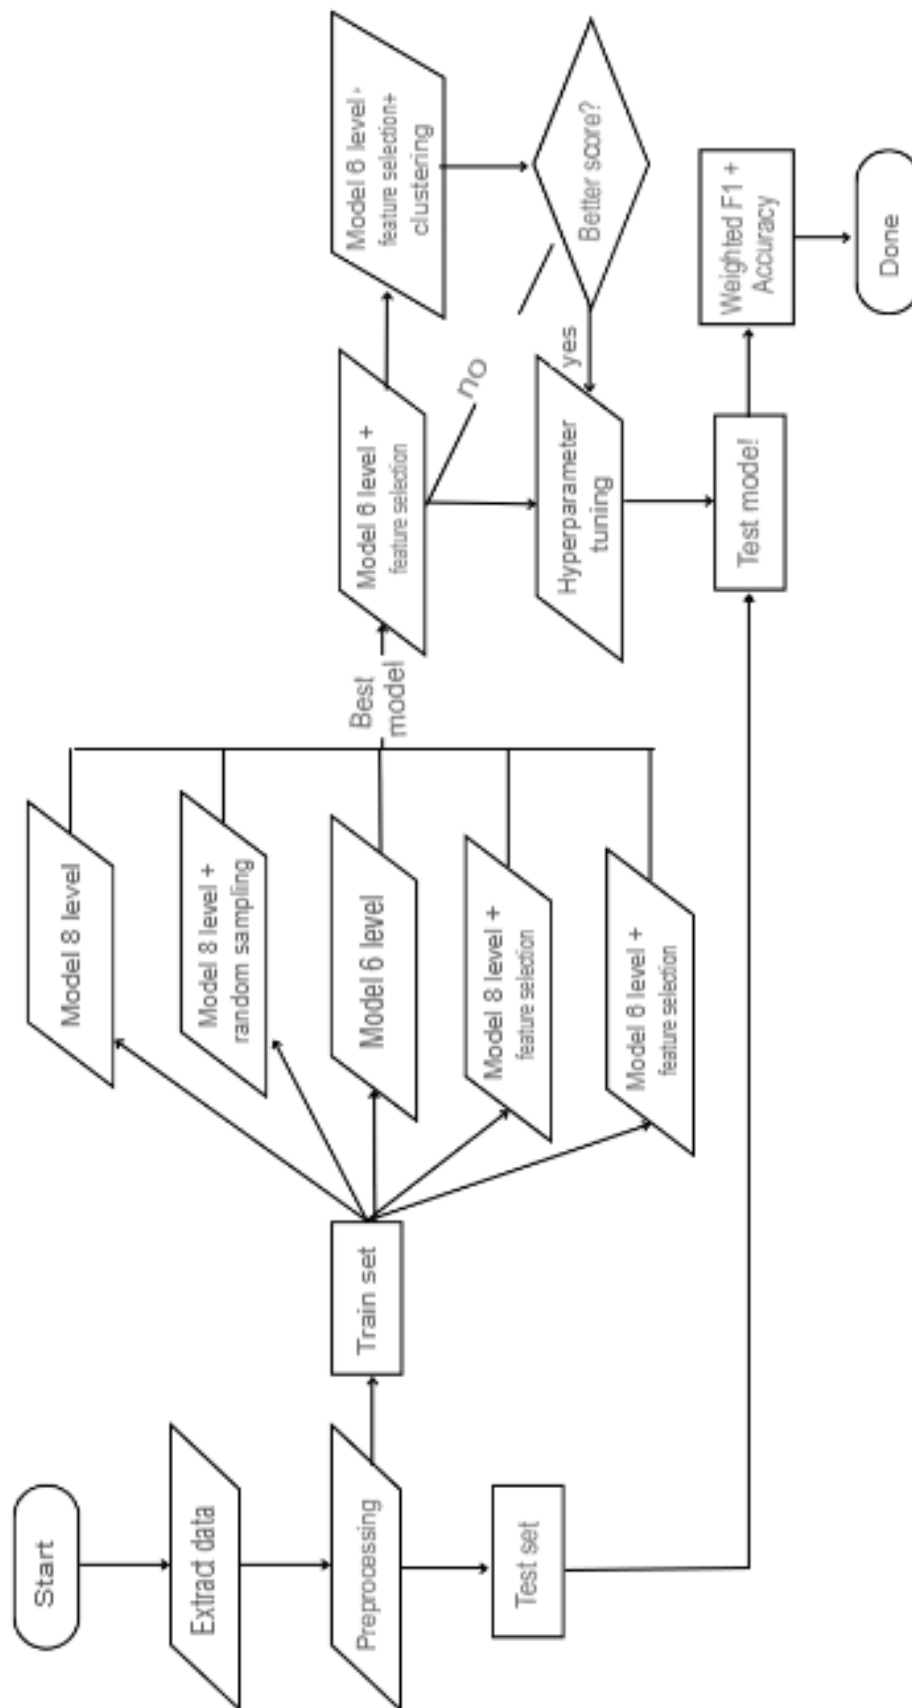 Start
Extract data
Preprocessing
Test set
Train set
Model 8 level
Model 8 level +
random sampling
Model 6 level
Model 8 level +
feature selection
Model 6 level +
feature selection
Best
model
Model 6 level +
feature selection
Model 6 level +
feature selection+
clustering
Better score?
no
yes
Hyperparameter
tuning
Test model
Weighted F1 +
Accuracy
Done